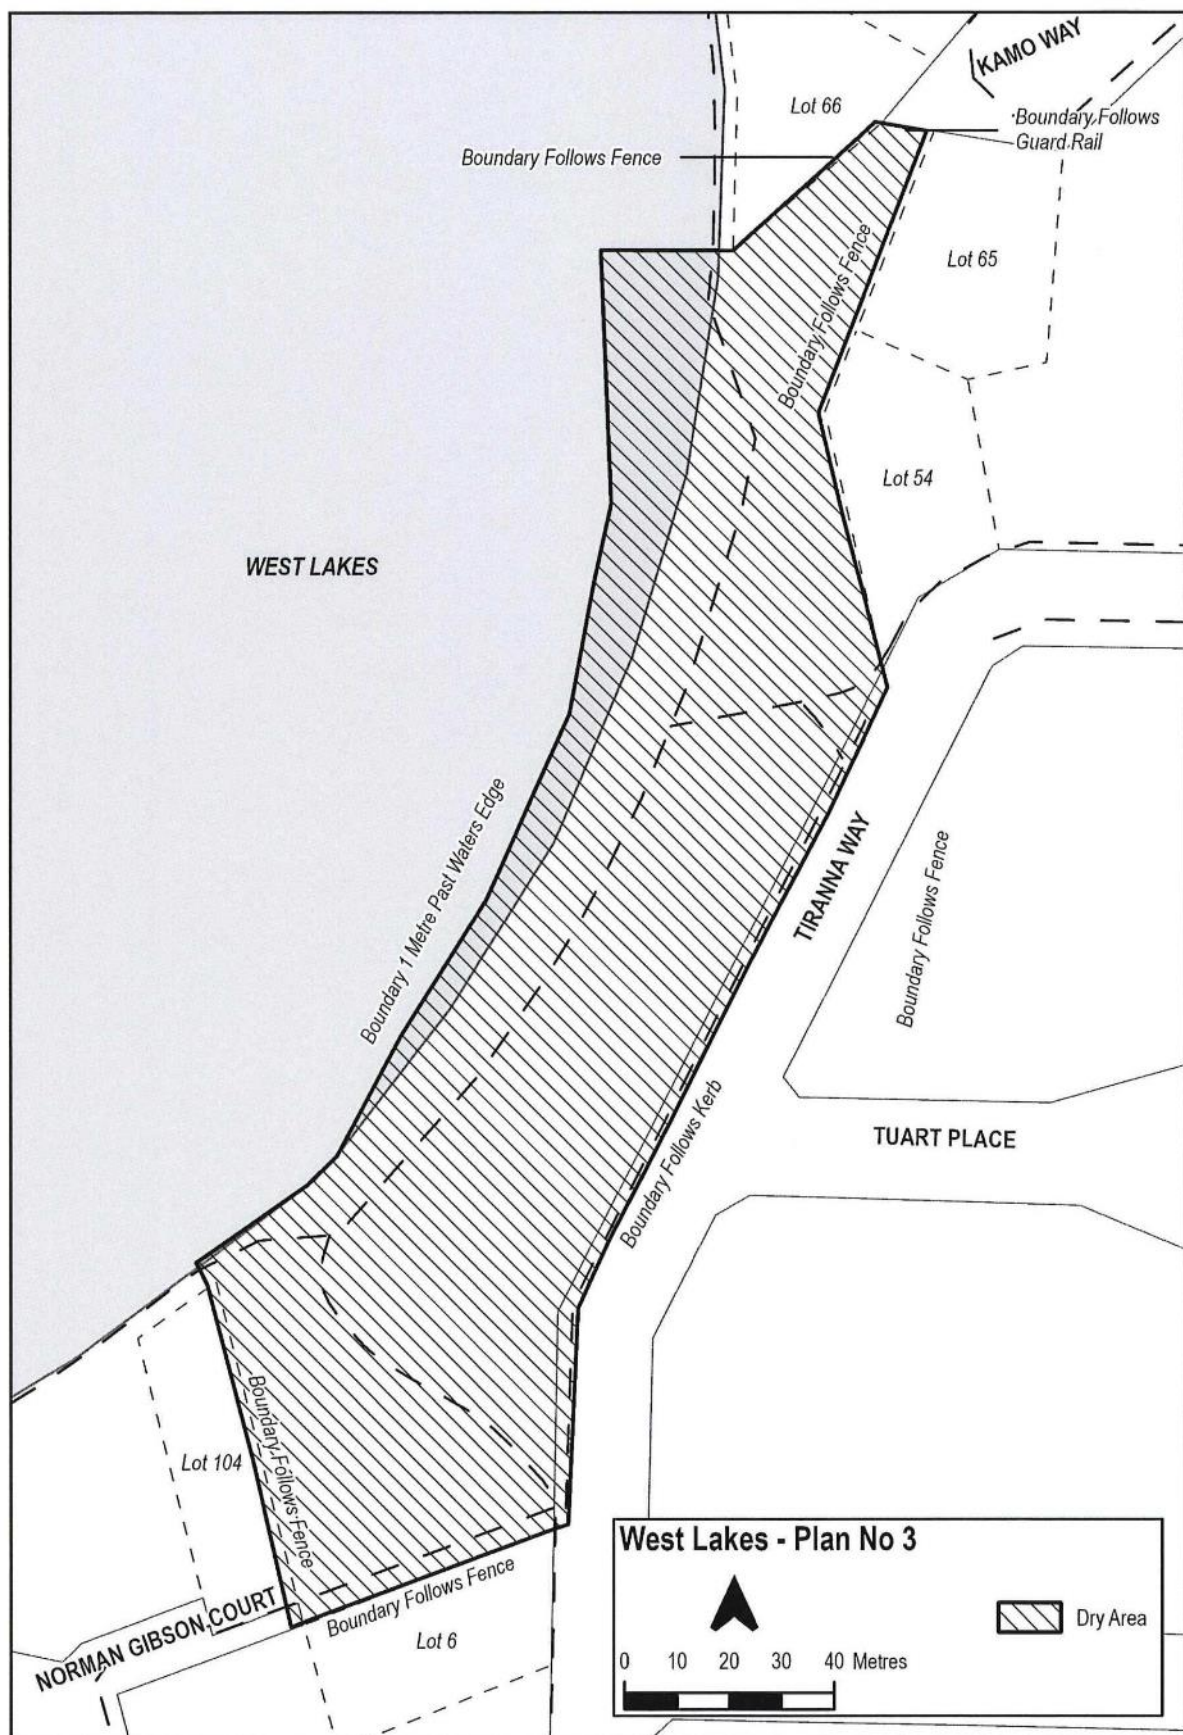 KAMO WAY
Lot 66
Boundary Follows
Guard Rail
Boundary Follows Fence
Boundary Follows Fence
Lot 65
Lot 54
WEST LAKES
Boundary 1 Metre Past Waters Edge
TIRANNA WAY
Boundary Follows Fence
Boundary Follows Kerb
TUART PLACE
Boundary Follows Fence
Lot 104
Boundary Follows Fence
NORMAN GIBSON COURT
Lot 6
West Lakes - Plan No 3
Dry Area
0 10 20 30 40 Metres